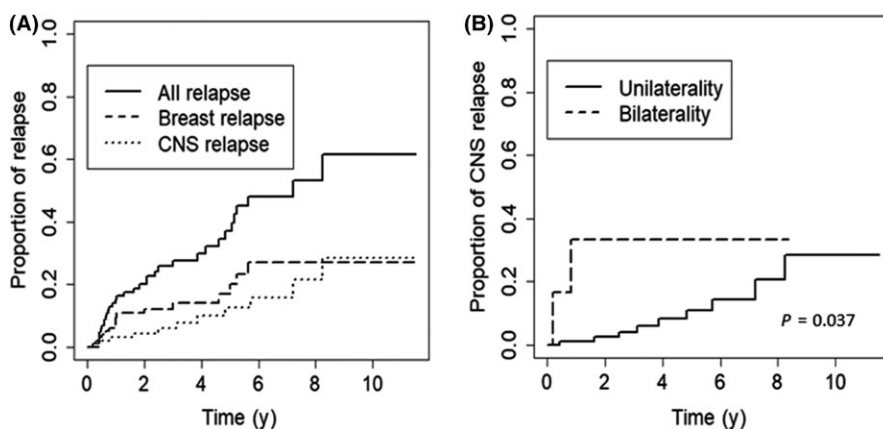 (A)
Proportion of relapse
1.0
0.8
0.6
0.4
0.2
0.0
All relapse
Breast relapse
CNS relapse
0 2 4 6 8 10
Time (y)
(B)
Proportion of CNS relapse
1.0
0.8
0.6
0.4
0.2
0.0
Unilaterality
Bilaterality
P = 0.037
0 2 4 6 8 10
Time (y)